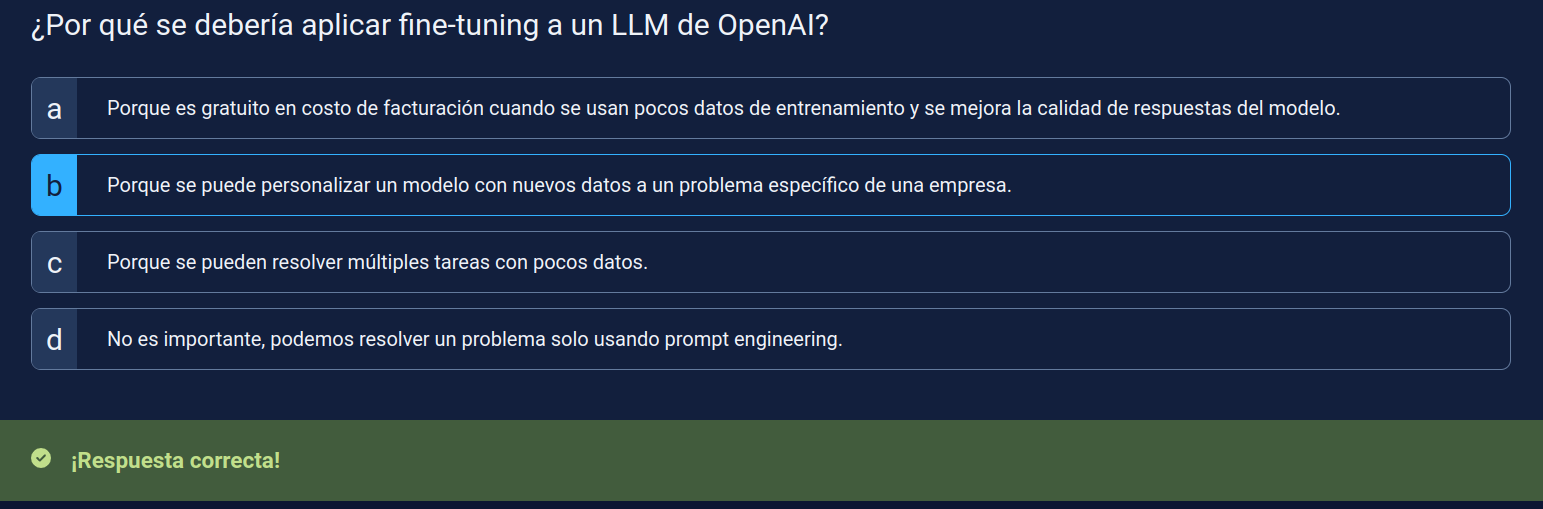 ¿Por qué se debería aplicar fine-tuning a un LLM de OpenAI?
a Porque es gratuito en costo de facturación cuando se usan pocos datos de entrenamiento y se mejora la calidad de respuestas del modelo.
b Porque se puede personalizar un modelo con nuevos datos a un problema específico de una empresa.
c Porque se pueden resolver múltiples tareas con pocos datos.
d No es importante, podemos resolver un problema solo usando prompt engineering.
¡Respuesta correcta!